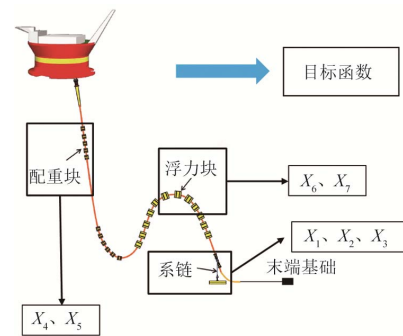 目标函数
配重块
浮力块
X₆、X₇
X₁、X₂、X₃
系链
末端基础
X₄、X₅